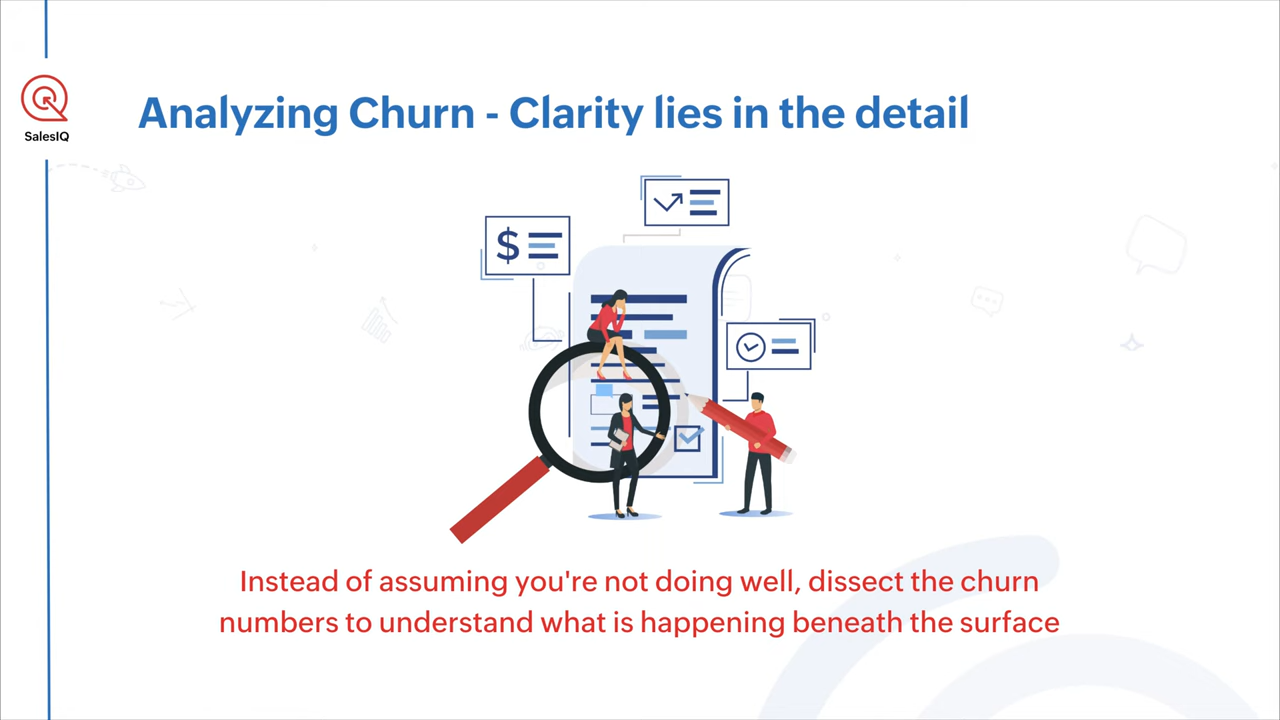 Analyzing Churn - Clarity lies in the detail
SalesIQ
$
Instead of assuming you're not doing well, dissect the churn
numbers to understand what is happening beneath the surface